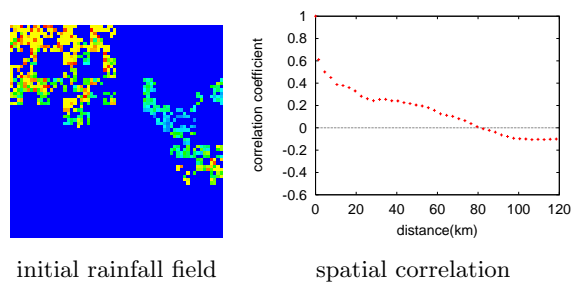 1
0.8
0.6
0.4
0.2
0
-0.2
-0.4
-0.6
correlation coefficient
0 20 40 60 80 100 120
distance(km)
initial rainfall field
spatial correlation